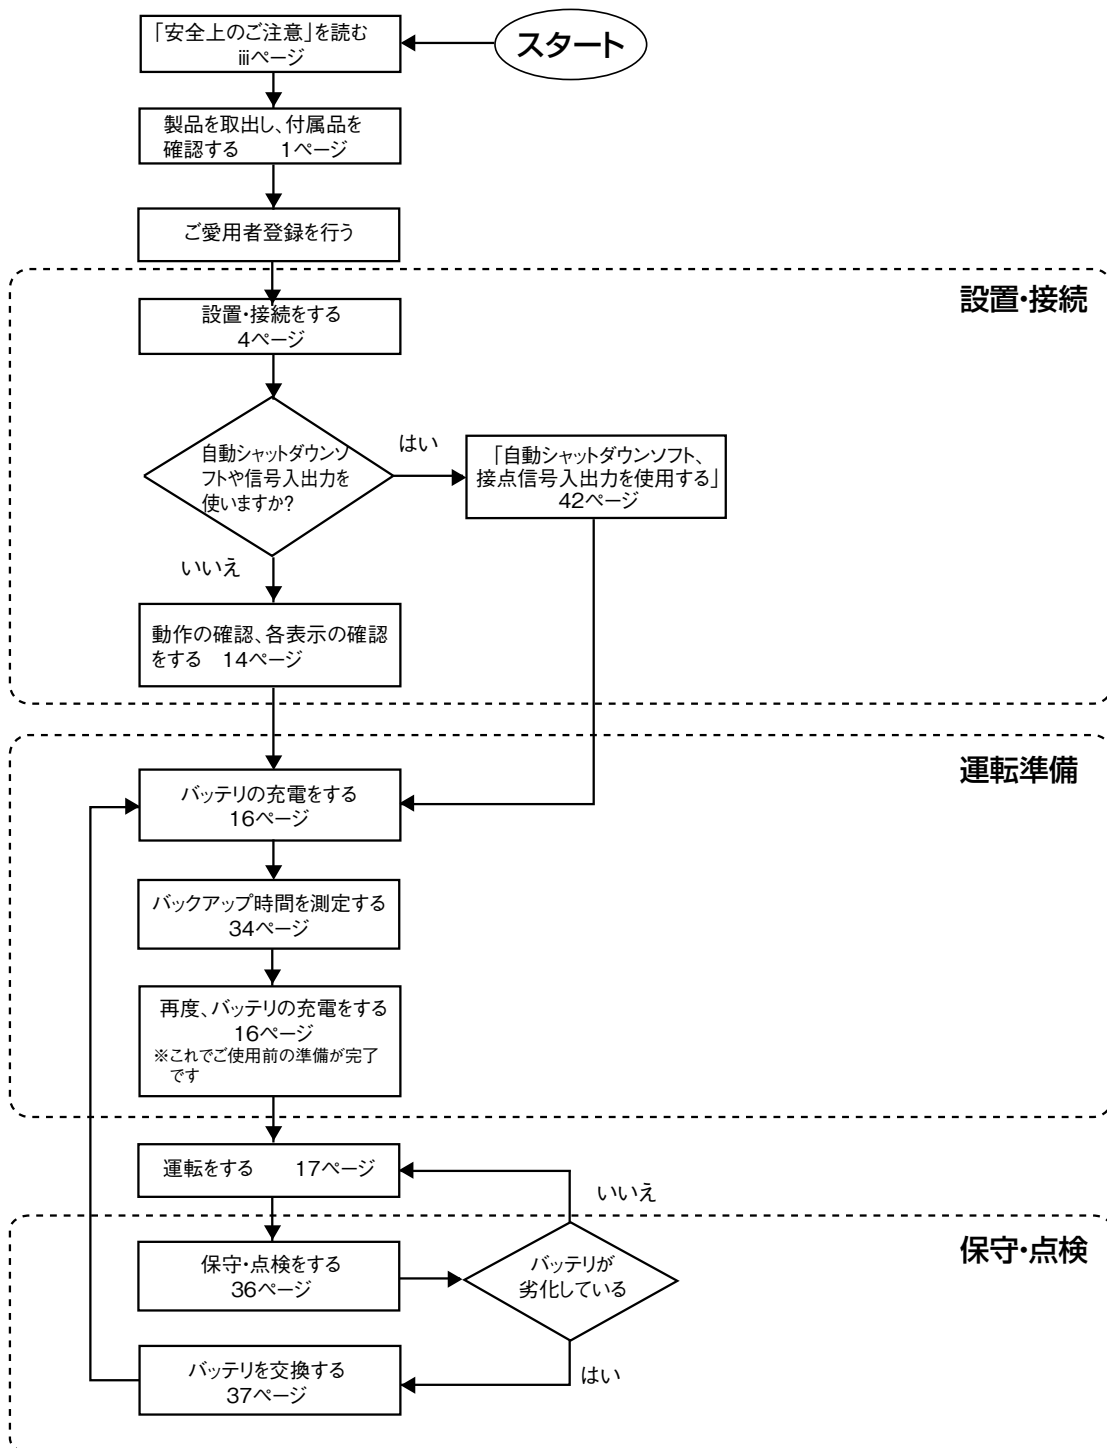 スタート
「安全上のご注意」を読む
iiiページ
製品を取出し、付属品を
確認する 1ページ
ご愛用者登録を行う
設置・接続
設置・接続をする
4ページ
自動シャットダウンソ
フトや信号入出力を
使いますか?
はい
「自動シャットダウンソフト、
接点信号入出力を使用する」
42ページ
いいえ
動作の確認、各表示の確認
をする 14ページ
運転準備
バッテリの充電をする
16ページ
バックアップ時間を測定する
34ページ
再度、バッテリの充電をする
16ページ
※これでご使用前の準備が完了
です
運転をする 17ページ
いいえ
保守・点検
保守・点検をする
36ページ
バッテリが
劣化している
はい
バッテリを交換する
37ページ